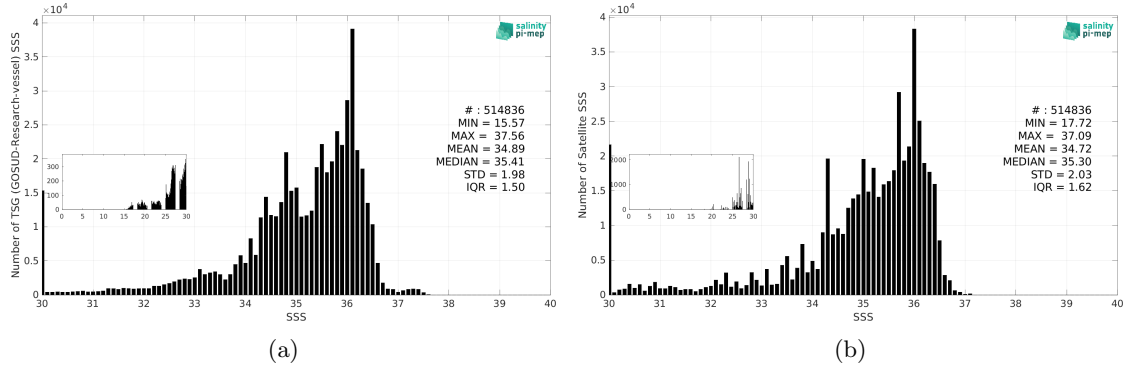 ×10⁴
4
3.5
3
2.5
2
1.5
1
0.5
0
Number of TSG (GOSUD-Research-vessel) SSS
30 31 32 33 34 35 36 37 38 39 40
SSS
salinity
pi-mep
# : 514836
MIN = 15.57
MAX = 37.56
MEAN = 34.89
MEDIAN = 35.41
STD = 1.98
IQR = 1.50
300
200
100
0
0 5 10 15 20 25 30
(a)
×10⁴
4
3.5
3
2.5
2
1.5
1
0.5
0
Number of Satellite SSS
30 31 32 33 34 35 36 37 38 39 40
SSS
salinity
pi-mep
# : 514836
MIN = 17.72
MAX = 37.09
MEAN = 34.72
MEDIAN = 35.30
STD = 2.03
IQR = 1.62
2000
1000
0
0 5 10 15 20 25 30
(b)